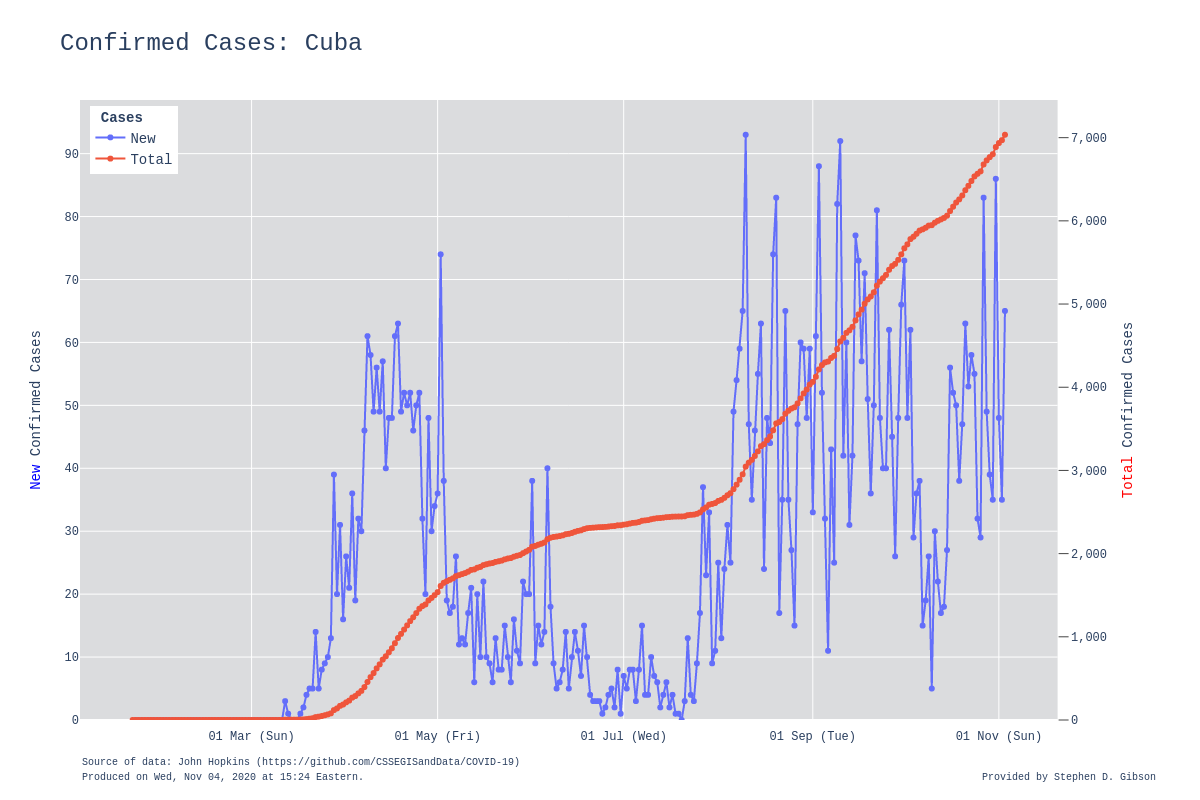 Confirmed Cases: Cuba
Cases
New
Total
90
80
70
60
50
40
30
20
10
0
7,000
6,000
5,000
4,000
3,000
2,000
1,000
0
New Confirmed Cases
Total Confirmed Cases
01 Mar (Sun)
01 May (Fri)
01 Jul (Wed)
01 Sep (Tue)
01 Nov (Sun)
Source of data: John Hopkins (https://github.com/CSSEGISandData/COVID-19)
Produced on Wed, Nov 04, 2020 at 15:24 Eastern.
Provided by Stephen D. Gibson